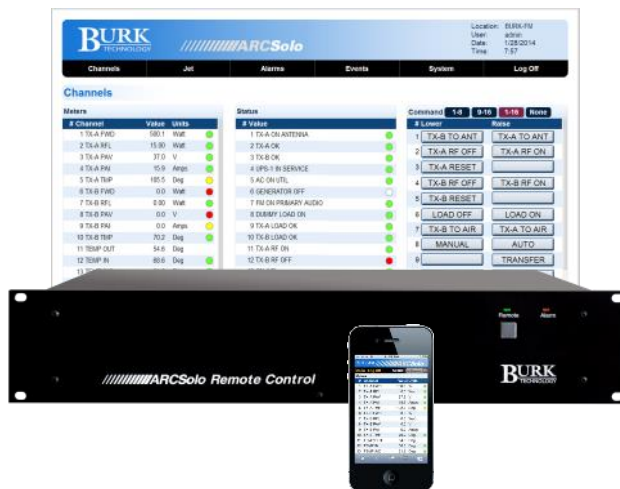 BURK
TECHNOLOGY
ARCSolo
Location: BURK-FM
User: admin
Date: 1/28/2014
Time: 7:57
Channels Jet Alarms Events System Log Off
Channels
Meters
# Channel Value Units
1 TX-A FWD 580.1 Watt
2 TX-A RFL 15.00 Watt
3 TX-A PAV 37.0 V
4 TX-A PAI 15.9 Amps
5 TX-A TMP 105.5 Deg
6 TX-B FWD 0.0 Watt
7 TX-B RFL 0.00 Watt
8 TX-B PAV 0.0 V
9 TX-B PAI 0.0 Amps
10 TX-B TMP 70.2 Deg
11 TEMP OUT 54.6 Deg
12 TEMP IN 68.6 Deg
Status
# Value
1 TX-A ON ANTENNA
2 TX-A OK
3 TX-B OK
4 UPS-1 IN SERVICE
5 AC ON UTIL
6 GENERATOR OFF
7 FM ON PRIMARY AUDIO
8 DUMMY LOAD ON
9 TX-A LOAD OK
10 TX-B LOAD OK
11 TX-A RF ON
12 TX-B RF OFF
Command 1-8 9-16 1-16 None
# Lower Raise
1 TX-B TO ANT TX-A TO ANT
2 TX-A RF OFF TX-A RF ON
3 TX-A RESET
4 TX-B RF OFF TX-B RF ON
5 TX-B RESET
6 LOAD OFF LOAD ON
7 TX-B TO AIR TX-A TO AIR
8 MANUAL AUTO
9 TRANSFER
Remote Alarm
ARCSolo Remote Control
BURK
TECHNOLOGY